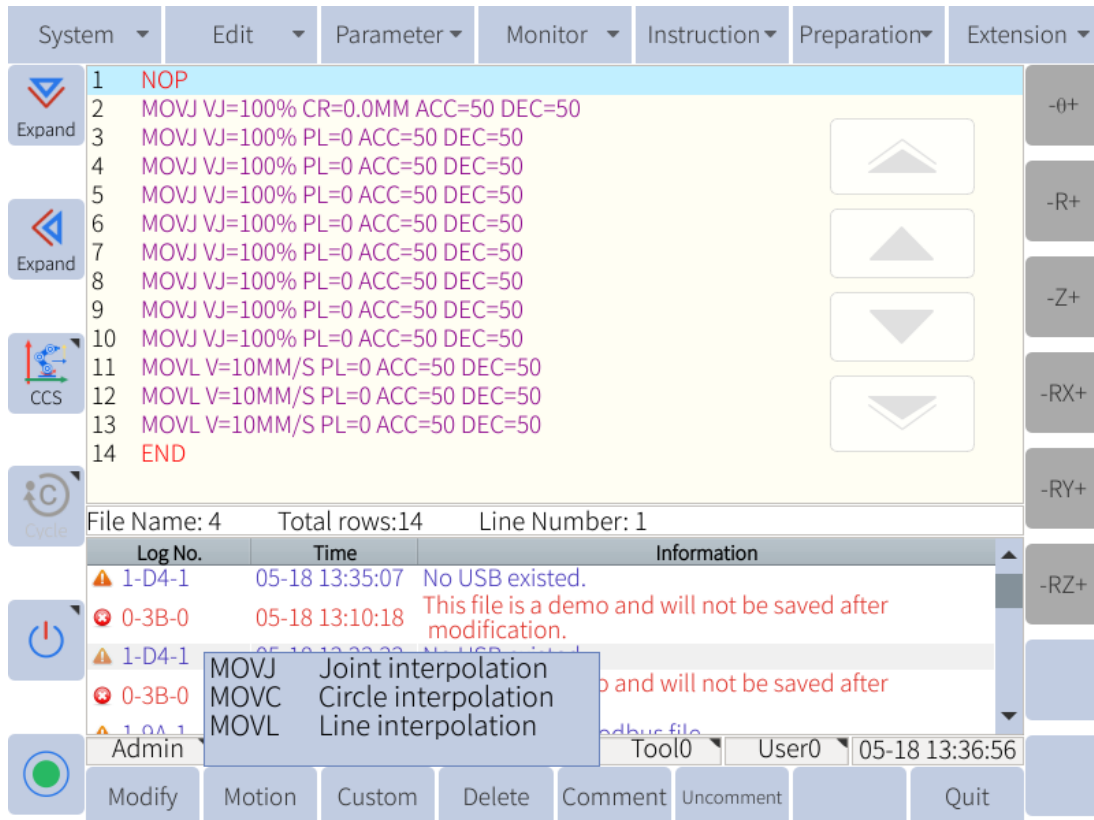 System Edit Parameter Monitor Instruction Preparation Extension
Expand
Expand
CCS
Cycle
1 NOP
2 MOVJ VJ=100% CR=0.0MM ACC=50 DEC=50
3 MOVJ VJ=100% PL=0 ACC=50 DEC=50
4 MOVJ VJ=100% PL=0 ACC=50 DEC=50
5 MOVJ VJ=100% PL=0 ACC=50 DEC=50
6 MOVJ VJ=100% PL=0 ACC=50 DEC=50
7 MOVJ VJ=100% PL=0 ACC=50 DEC=50
8 MOVJ VJ=100% PL=0 ACC=50 DEC=50
9 MOVJ VJ=100% PL=0 ACC=50 DEC=50
10 MOVJ VJ=100% PL=0 ACC=50 DEC=50
11 MOVL V=10MM/S PL=0 ACC=50 DEC=50
12 MOVL V=10MM/S PL=0 ACC=50 DEC=50
13 MOVL V=10MM/S PL=0 ACC=50 DEC=50
14 END
-θ+
-R+
-Z+
-RX+
-RY+
-RZ+
File Name: 4 Total rows:14 Line Number: 1
Log No. Time Information
1-D4-1 05-18 13:35:07 No USB existed.
0-3B-0 05-18 13:10:18 This file is a demo and will not be saved after
modification.
1-D4-1
0-3B-0 and will not be saved after
1-9A-1 file
MOVJ Joint interpolation
MOVC Circle interpolation
MOVL Line interpolation
Admin Tool0 User0 05-18 13:36:56
Modify Motion Custom Delete Comment Uncomment Quit